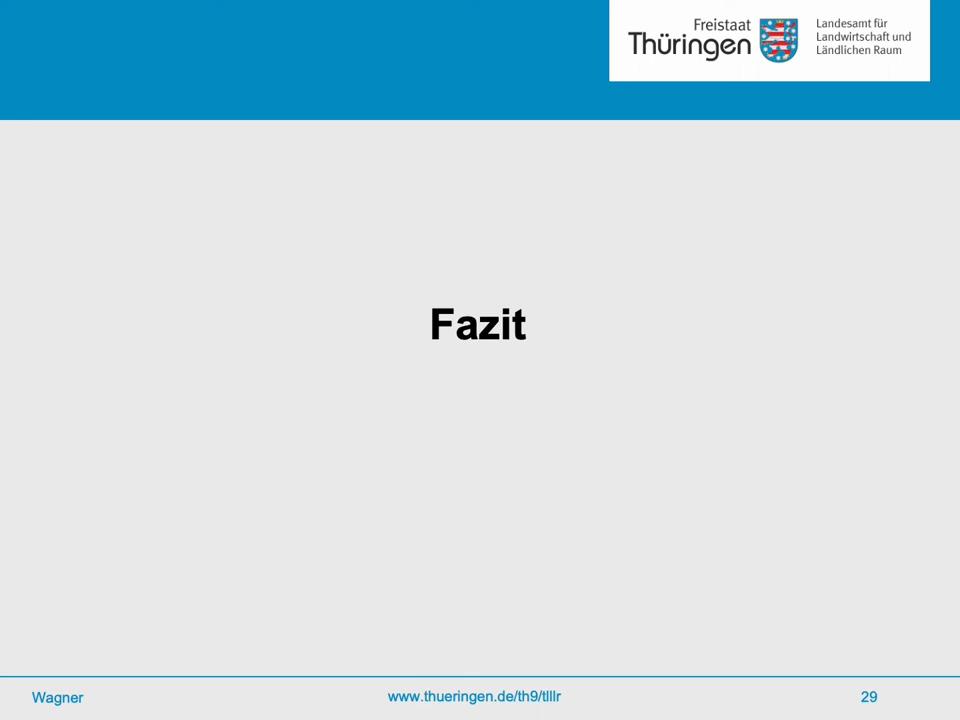 Freistaat
Thüringen
Landesamt für
Landwirtschaft und
Ländlichen Raum
Fazit
Wagner
www.thueringen.de/th9/tlllr
29